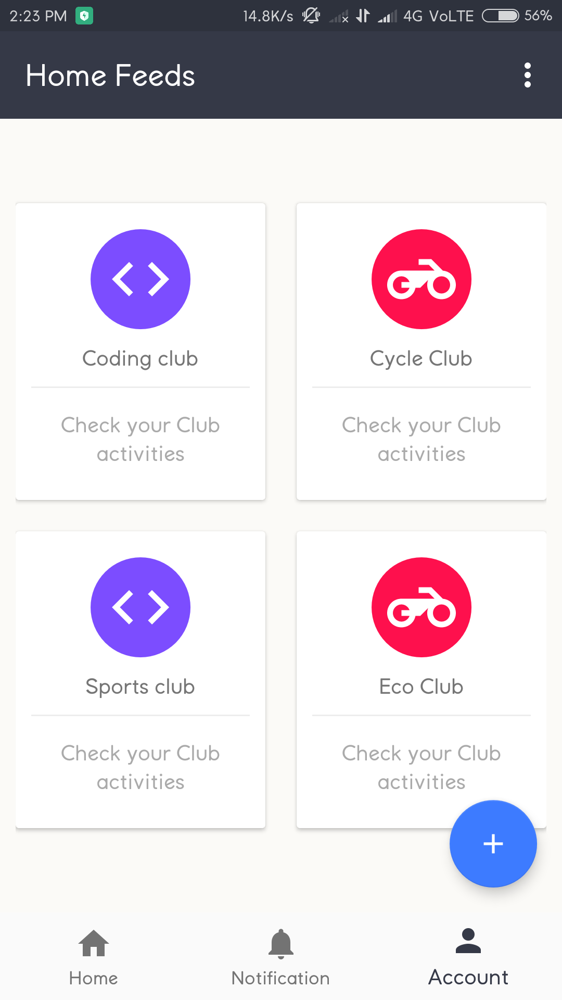 2:23 PM 14.8K/s 4G VoLTE 56%
Home Feeds
Coding club
Check your Club
activities
Cycle Club
Check your Club
activities
Sports club
Check your Club
activities
Eco Club
Check your Club
activities
Home Notification Account